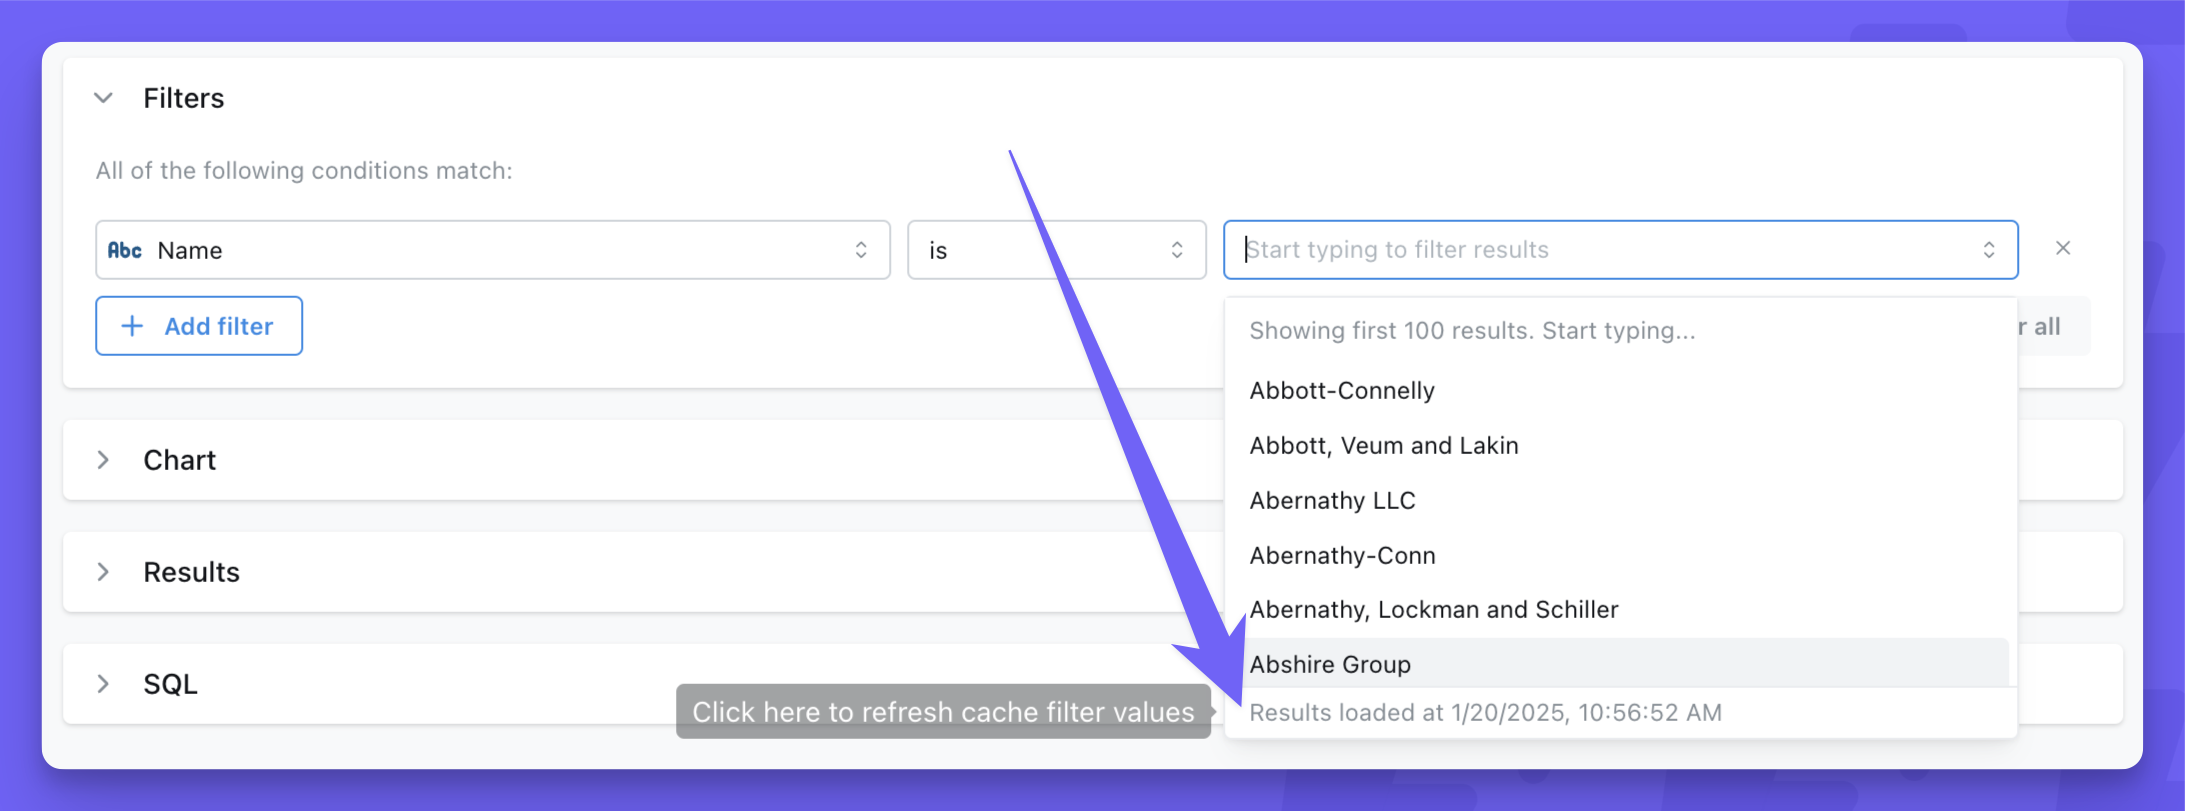 Filters
All of the following conditions match:
Abc Name
is
Start typing to filter results
Add filter
r all
Showing first 100 results. Start typing...
Abbott-Connelly
Abbott, Veum and Lakin
Abernathy LLC
Abernathy-Conn
Abernathy, Lockman and Schiller
Abshire Group
Results loaded at 1/20/2025, 10:56:52 AM
Chart
Results
SQL
Click here to refresh cache filter values